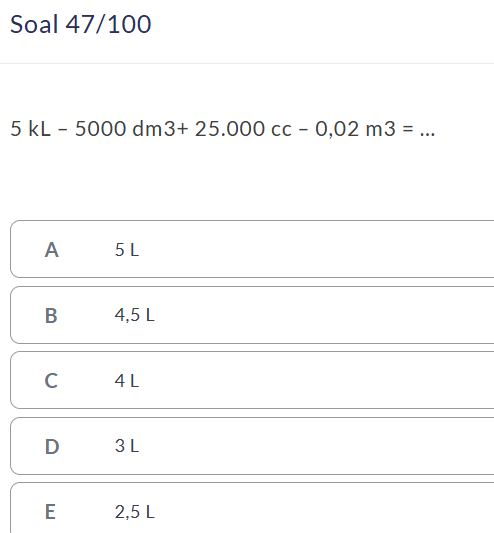 Soal 47/100
5 kL – 5000 dm3+ 25.000 cc – 0,02 m3 = ...
A 5 L
B 4,5 L
C 4 L
D 3 L
E 2,5 L